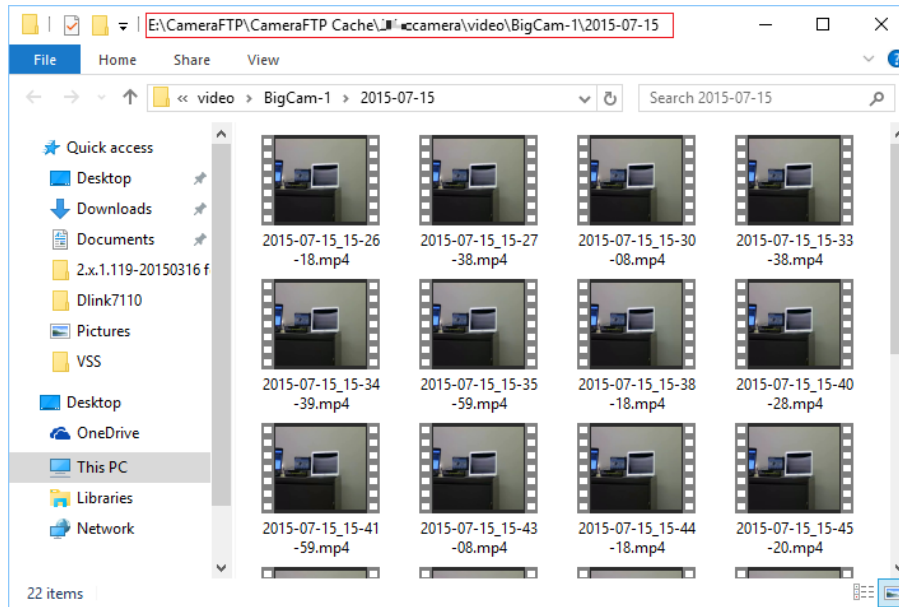 E:\CameraFTP\CameraFTP Cache\ camera\video\BigCam-1\2015-07-15
File Home Share View
« video › BigCam-1 › 2015-07-15 Search 2015-07-15
Quick access
Desktop
Downloads
Documents
2.x.1.119-20150316 f
Dlink7110
Pictures
VSS
Desktop
OneDrive
This PC
Libraries
Network
2015-07-15_15-26 2015-07-15_15-27 2015-07-15_15-30 2015-07-15_15-33
-18.mp4 -38.mp4 -08.mp4 -38.mp4
2015-07-15_15-34 2015-07-15_15-35 2015-07-15_15-38 2015-07-15_15-40
-39.mp4 -59.mp4 -18.mp4 -28.mp4
2015-07-15_15-41 2015-07-15_15-43 2015-07-15_15-44 2015-07-15_15-45
-59.mp4 -08.mp4 -18.mp4 -20.mp4
22 items